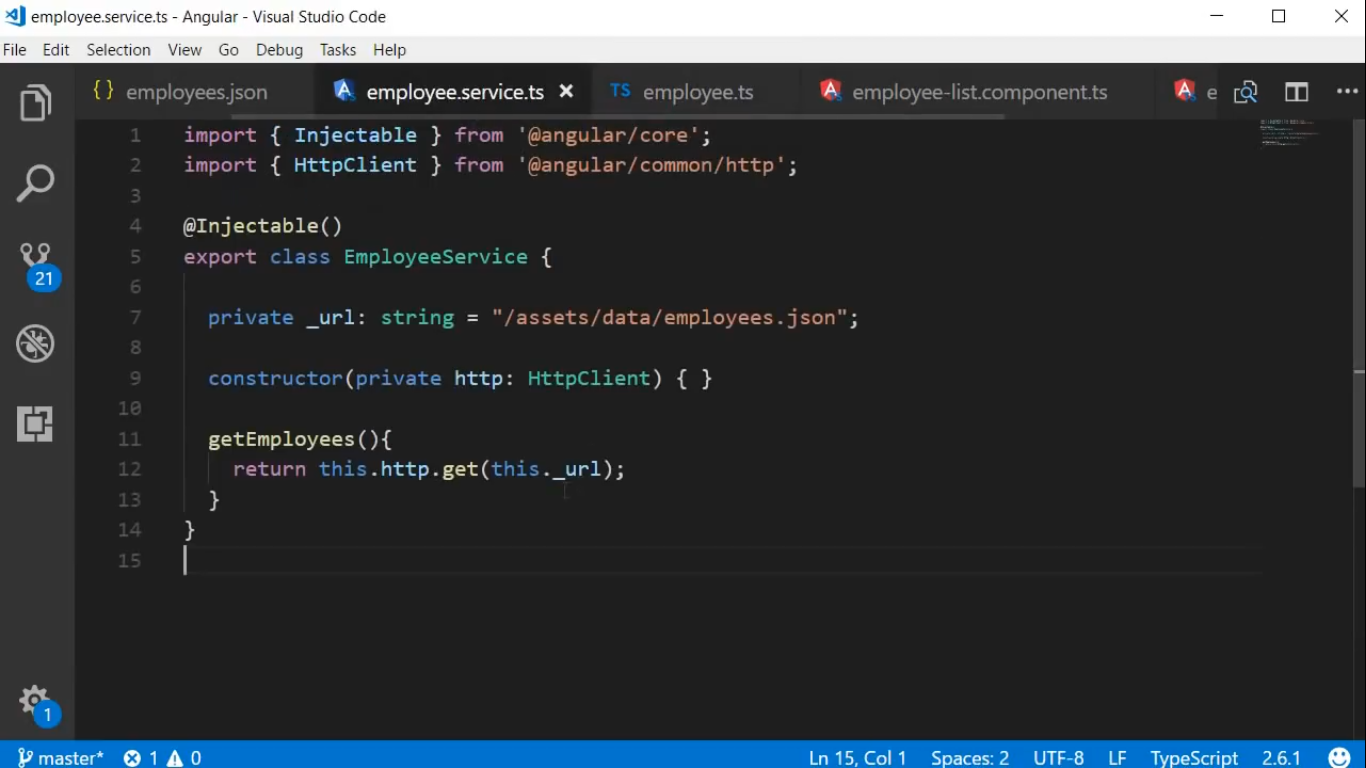 employee.service.ts - Angular - Visual Studio Code
File Edit Selection View Go Debug Tasks Help
{} employees.json employee.service.ts × TS employee.ts employee-list.component.ts e
1 import { Injectable } from '@angular/core';
2 import { HttpClient } from '@angular/common/http';
3
4 @Injectable()
5 export class EmployeeService {
6
7 private _url: string = "/assets/data/employees.json";
8
9 constructor(private http: HttpClient) { }
10
11 getEmployees(){
12 return this.http.get(this._url);
13 }
14 }
15
21
1
master* 1 0 Ln 15, Col 1 Spaces: 2 UTF-8 LF TypeScript 2.6.1